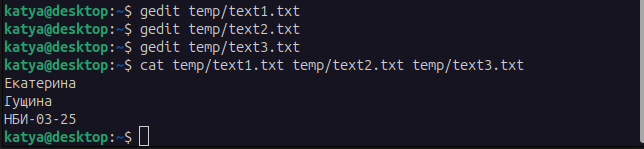 katya@desktop:~$ gedit temp/text1.txt
katya@desktop:~$ gedit temp/text2.txt
katya@desktop:~$ gedit temp/text3.txt
katya@desktop:~$ cat temp/text1.txt temp/text2.txt temp/text3.txt
Екатерина
Гущина
НБИ-03-25
katya@desktop:~$